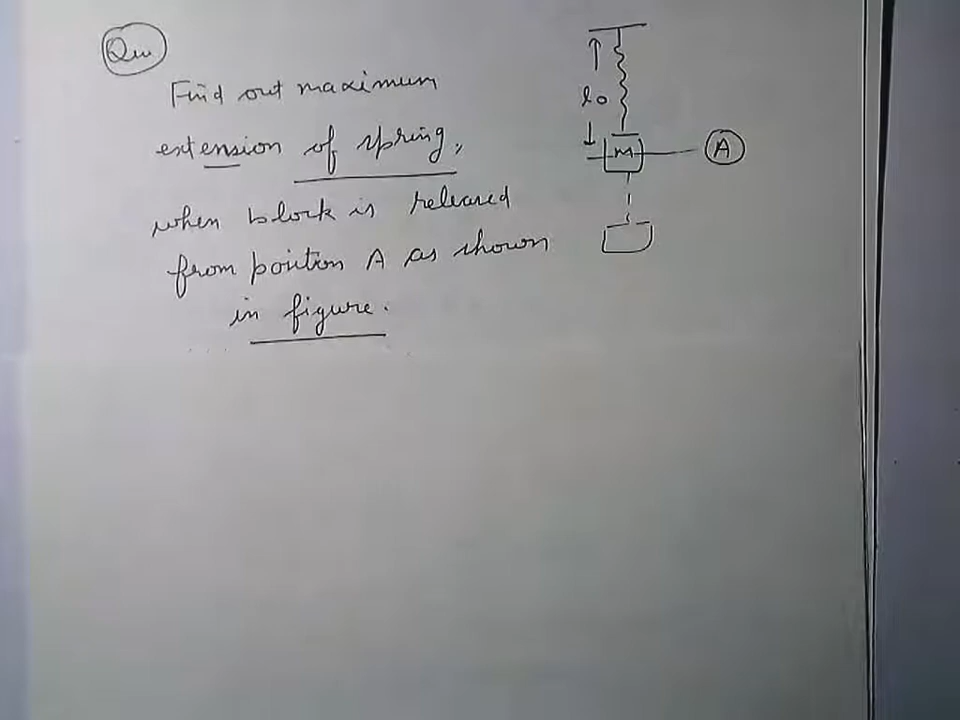 Qu
Find out maximum
extension of spring,
when block is released
from position A as shown
in figure.
l0
M
A